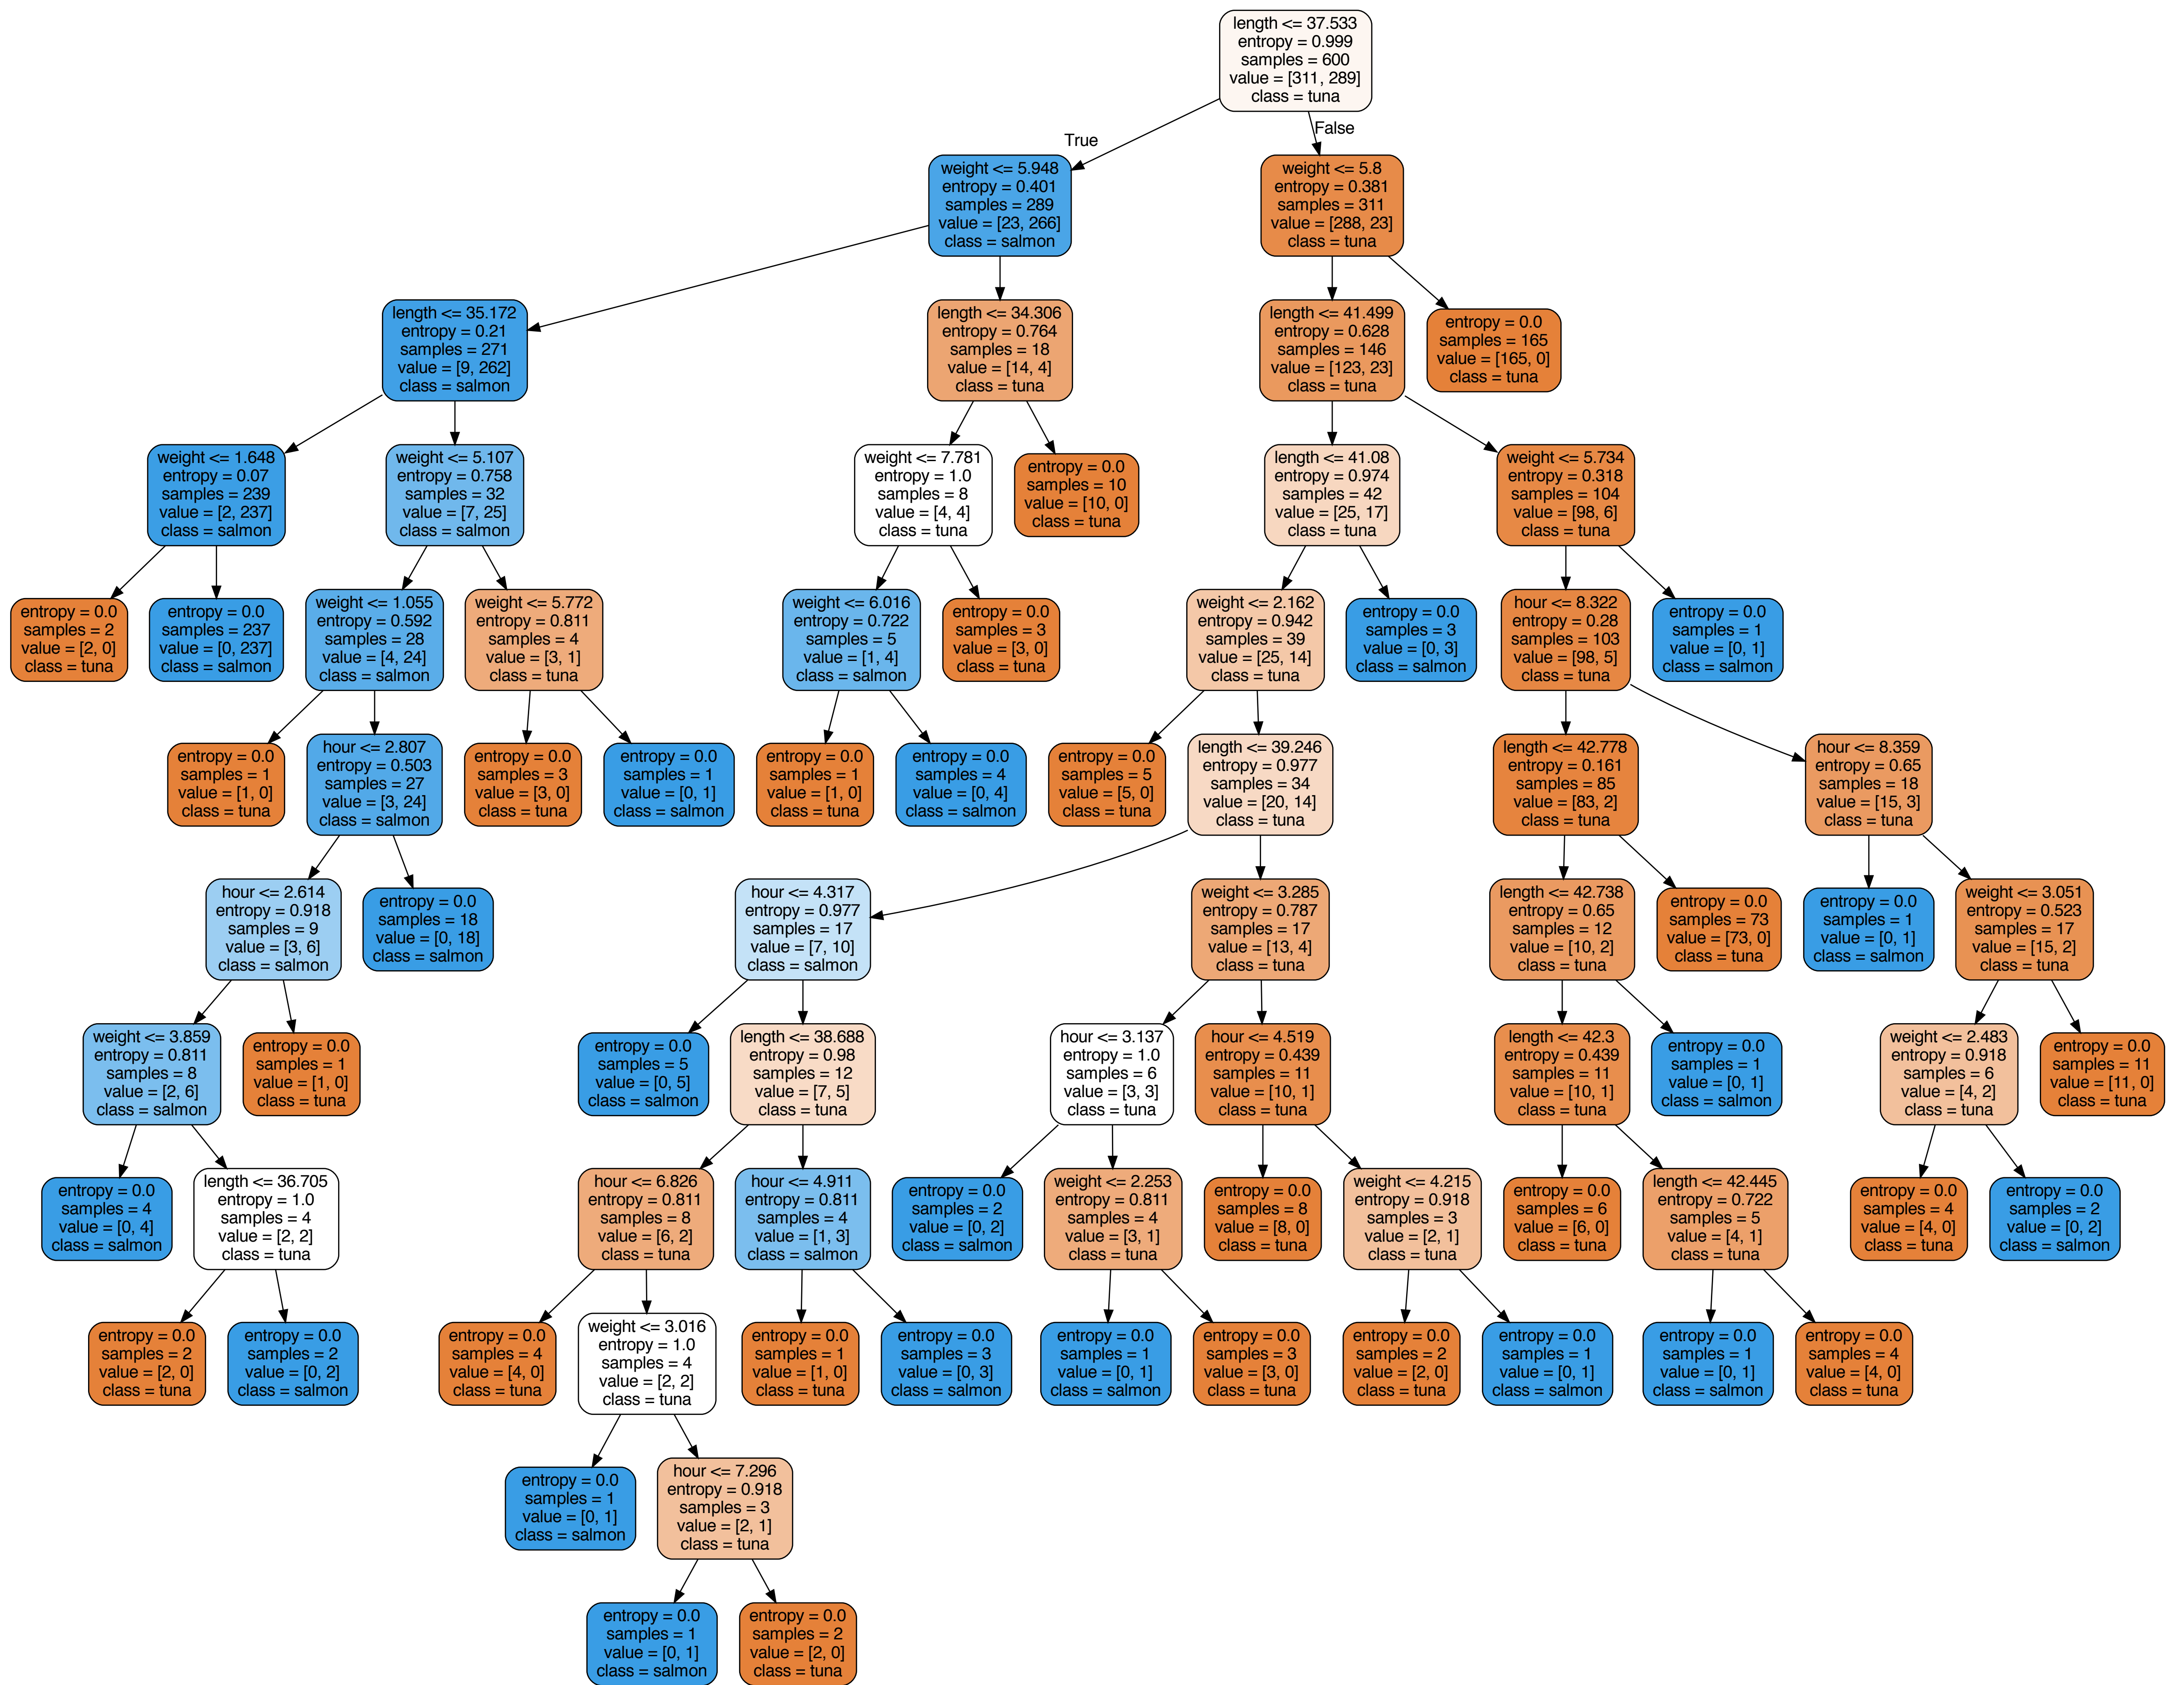 length <= 37.533
entropy = 0.999
samples = 600
value = [311, 289]
class = tuna
True
False
weight <= 5.948
entropy = 0.401
samples = 289
value = [23, 266]
class = salmon
weight <= 5.8
entropy = 0.381
samples = 311
value = [288, 23]
class = tuna
length <= 35.172
entropy = 0.21
samples = 271
value = [9, 262]
class = salmon
length <= 34.306
entropy = 0.764
samples = 18
value = [14, 4]
class = tuna
length <= 41.499
entropy = 0.628
samples = 146
value = [123, 23]
class = tuna
entropy = 0.0
samples = 165
value = [165, 0]
class = tuna
weight <= 1.648
entropy = 0.07
samples = 239
value = [2, 237]
class = salmon
weight <= 5.107
entropy = 0.758
samples = 32
value = [7, 25]
class = salmon
weight <= 7.781
entropy = 1.0
samples = 8
value = [4, 4]
class = tuna
entropy = 0.0
samples = 10
value = [10, 0]
class = tuna
length <= 41.08
entropy = 0.974
samples = 42
value = [25, 17]
class = tuna
weight <= 5.734
entropy = 0.318
samples = 104
value = [98, 6]
class = tuna
entropy = 0.0
samples = 2
value = [2, 0]
class = tuna
entropy = 0.0
samples = 237
value = [0, 237]
class = salmon
weight <= 1.055
entropy = 0.592
samples = 28
value = [4, 24]
class = salmon
weight <= 5.772
entropy = 0.811
samples = 4
value = [3, 1]
class = tuna
weight <= 6.016
entropy = 0.722
samples = 5
value = [1, 4]
class = salmon
entropy = 0.0
samples = 3
value = [3, 0]
class = tuna
weight <= 2.162
entropy = 0.942
samples = 39
value = [25, 14]
class = tuna
entropy = 0.0
samples = 3
value = [0, 3]
class = salmon
hour <= 8.322
entropy = 0.28
samples = 103
value = [98, 5]
class = tuna
entropy = 0.0
samples = 1
value = [0, 1]
class = salmon
entropy = 0.0
samples = 1
value = [1, 0]
class = tuna
hour <= 2.807
entropy = 0.503
samples = 27
value = [3, 24]
class = salmon
entropy = 0.0
samples = 3
value = [3, 0]
class = tuna
entropy = 0.0
samples = 1
value = [0, 1]
class = salmon
entropy = 0.0
samples = 1
value = [1, 0]
class = tuna
entropy = 0.0
samples = 4
value = [0, 4]
class = salmon
entropy = 0.0
samples = 5
value = [5, 0]
class = tuna
length <= 39.246
entropy = 0.977
samples = 34
value = [20, 14]
class = tuna
length <= 42.778
entropy = 0.161
samples = 85
value = [83, 2]
class = tuna
hour <= 8.359
entropy = 0.65
samples = 18
value = [15, 3]
class = tuna
hour <= 2.614
entropy = 0.918
samples = 9
value = [3, 6]
class = salmon
entropy = 0.0
samples = 18
value = [0, 18]
class = salmon
hour <= 4.317
entropy = 0.977
samples = 17
value = [7, 10]
class = salmon
weight <= 3.285
entropy = 0.787
samples = 17
value = [13, 4]
class = tuna
length <= 42.738
entropy = 0.65
samples = 12
value = [10, 2]
class = tuna
entropy = 0.0
samples = 73
value = [73, 0]
class = tuna
entropy = 0.0
samples = 1
value = [0, 1]
class = salmon
weight <= 3.051
entropy = 0.523
samples = 17
value = [15, 2]
class = tuna
weight <= 3.859
entropy = 0.811
samples = 8
value = [2, 6]
class = salmon
entropy = 0.0
samples = 1
value = [1, 0]
class = tuna
entropy = 0.0
samples = 5
value = [0, 5]
class = salmon
length <= 38.688
entropy = 0.98
samples = 12
value = [7, 5]
class = tuna
hour <= 3.137
entropy = 1.0
samples = 6
value = [3, 3]
class = tuna
hour <= 4.519
entropy = 0.439
samples = 11
value = [10, 1]
class = tuna
length <= 42.3
entropy = 0.439
samples = 11
value = [10, 1]
class = tuna
entropy = 0.0
samples = 1
value = [0, 1]
class = salmon
weight <= 2.483
entropy = 0.918
samples = 6
value = [4, 2]
class = tuna
entropy = 0.0
samples = 11
value = [11, 0]
class = tuna
entropy = 0.0
samples = 4
value = [0, 4]
class = salmon
length <= 36.705
entropy = 1.0
samples = 4
value = [2, 2]
class = tuna
hour <= 6.826
entropy = 0.811
samples = 8
value = [6, 2]
class = tuna
hour <= 4.911
entropy = 0.811
samples = 4
value = [1, 3]
class = salmon
entropy = 0.0
samples = 2
value = [0, 2]
class = salmon
weight <= 2.253
entropy = 0.811
samples = 4
value = [3, 1]
class = tuna
entropy = 0.0
samples = 8
value = [8, 0]
class = tuna
weight <= 4.215
entropy = 0.918
samples = 3
value = [2, 1]
class = tuna
entropy = 0.0
samples = 6
value = [6, 0]
class = tuna
length <= 42.445
entropy = 0.722
samples = 5
value = [4, 1]
class = tuna
entropy = 0.0
samples = 4
value = [4, 0]
class = tuna
entropy = 0.0
samples = 2
value = [0, 2]
class = salmon
entropy = 0.0
samples = 2
value = [2, 0]
class = tuna
entropy = 0.0
samples = 2
value = [0, 2]
class = salmon
entropy = 0.0
samples = 4
value = [4, 0]
class = tuna
weight <= 3.016
entropy = 1.0
samples = 4
value = [2, 2]
class = tuna
entropy = 0.0
samples = 1
value = [1, 0]
class = tuna
entropy = 0.0
samples = 3
value = [0, 3]
class = salmon
entropy = 0.0
samples = 1
value = [0, 1]
class = salmon
entropy = 0.0
samples = 3
value = [3, 0]
class = tuna
entropy = 0.0
samples = 2
value = [2, 0]
class = tuna
entropy = 0.0
samples = 1
value = [0, 1]
class = salmon
entropy = 0.0
samples = 1
value = [0, 1]
class = salmon
entropy = 0.0
samples = 4
value = [4, 0]
class = tuna
entropy = 0.0
samples = 1
value = [0, 1]
class = salmon
hour <= 7.296
entropy = 0.918
samples = 3
value = [2, 1]
class = tuna
entropy = 0.0
samples = 1
value = [0, 1]
class = salmon
entropy = 0.0
samples = 2
value = [2, 0]
class = tuna